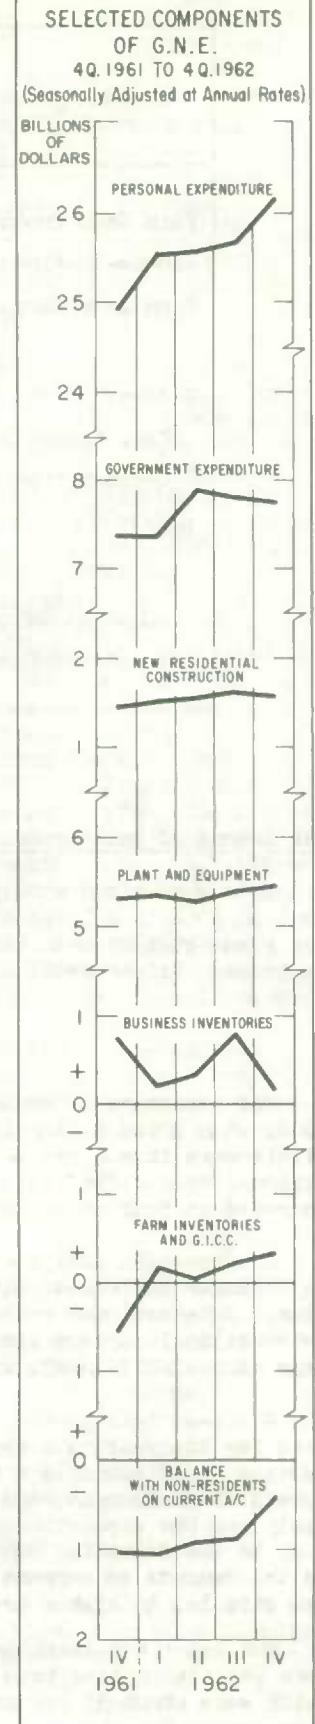 SELECTED COMPONENTS
OF G.N.E.
4Q.1961 TO 4Q.1962
(Seasonally Adjusted at Annual Rates)
BILLIONS
OF
DOLLARS
PERSONAL EXPENDITURE
26
25
24
GOVERNMENT EXPENDITURE
8
7
2
NEW RESIDENTIAL
CONSTRUCTION
1
6
PLANT AND EQUIPMENT
5
1
BUSINESS INVENTORIES
+
0
−
1
FARM INVENTORIES
AND G.I.C.C.
+
0
−
1
+
0
−
BALANCE
WITH NON-RESIDENTS
ON CURRENT A/C
1
2
IV I II III IV
1961 1962